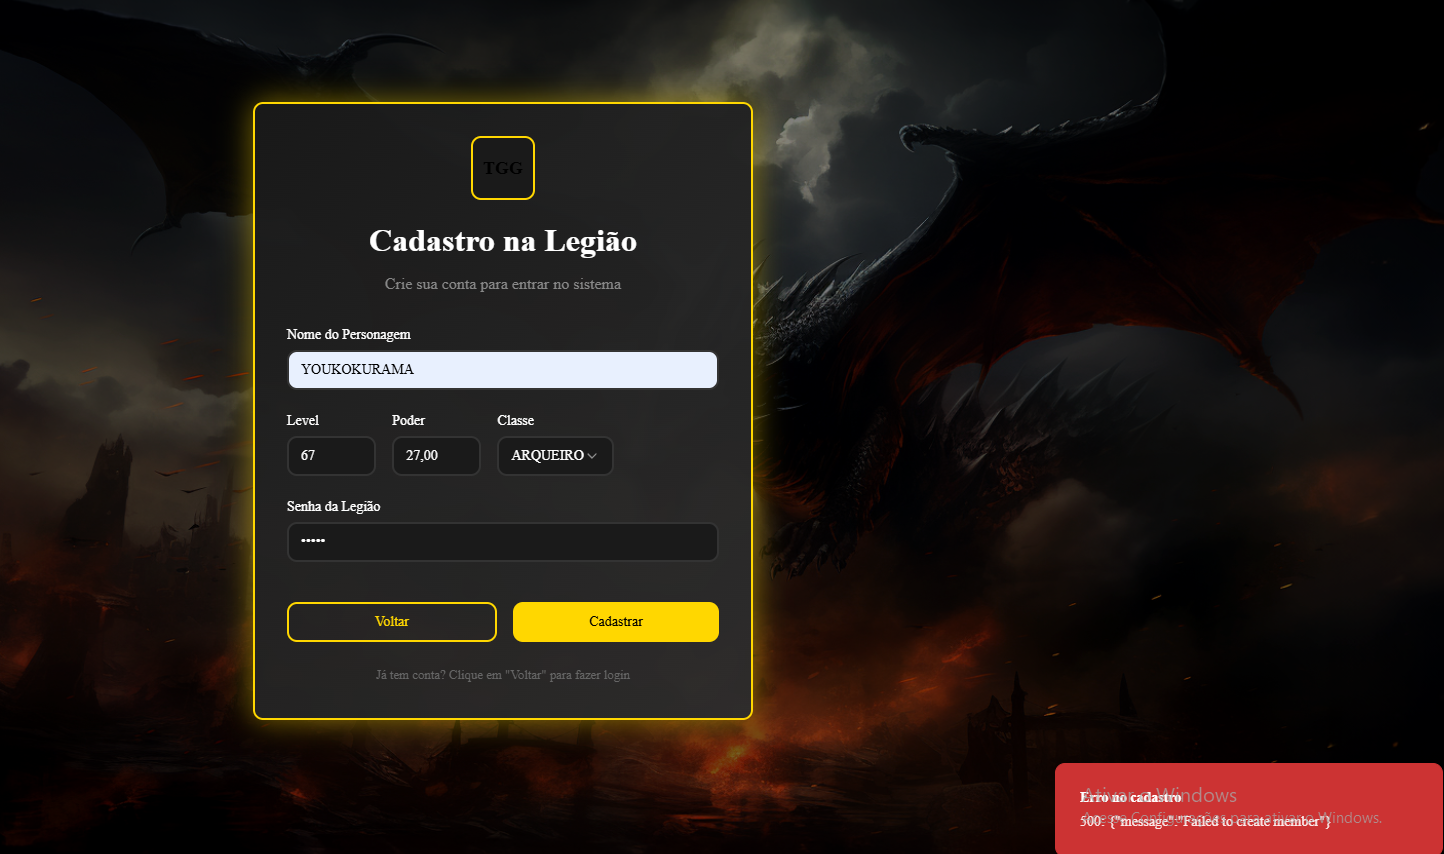 TGG
Cadastro na Legião
Crie sua conta para entrar no sistema
Nome do Personagem
YOUKOKURAMA
Level
Poder
Classe
67
27,00
ARQUEIRO
Senha da Legião
•••••
Voltar
Cadastrar
Já tem conta? Clique em "Voltar" para fazer login
Ativar o Windows
Erro no cadastro
Acesse Configurações para ativar o Windows.
500: {"message":"Failed to create member"}